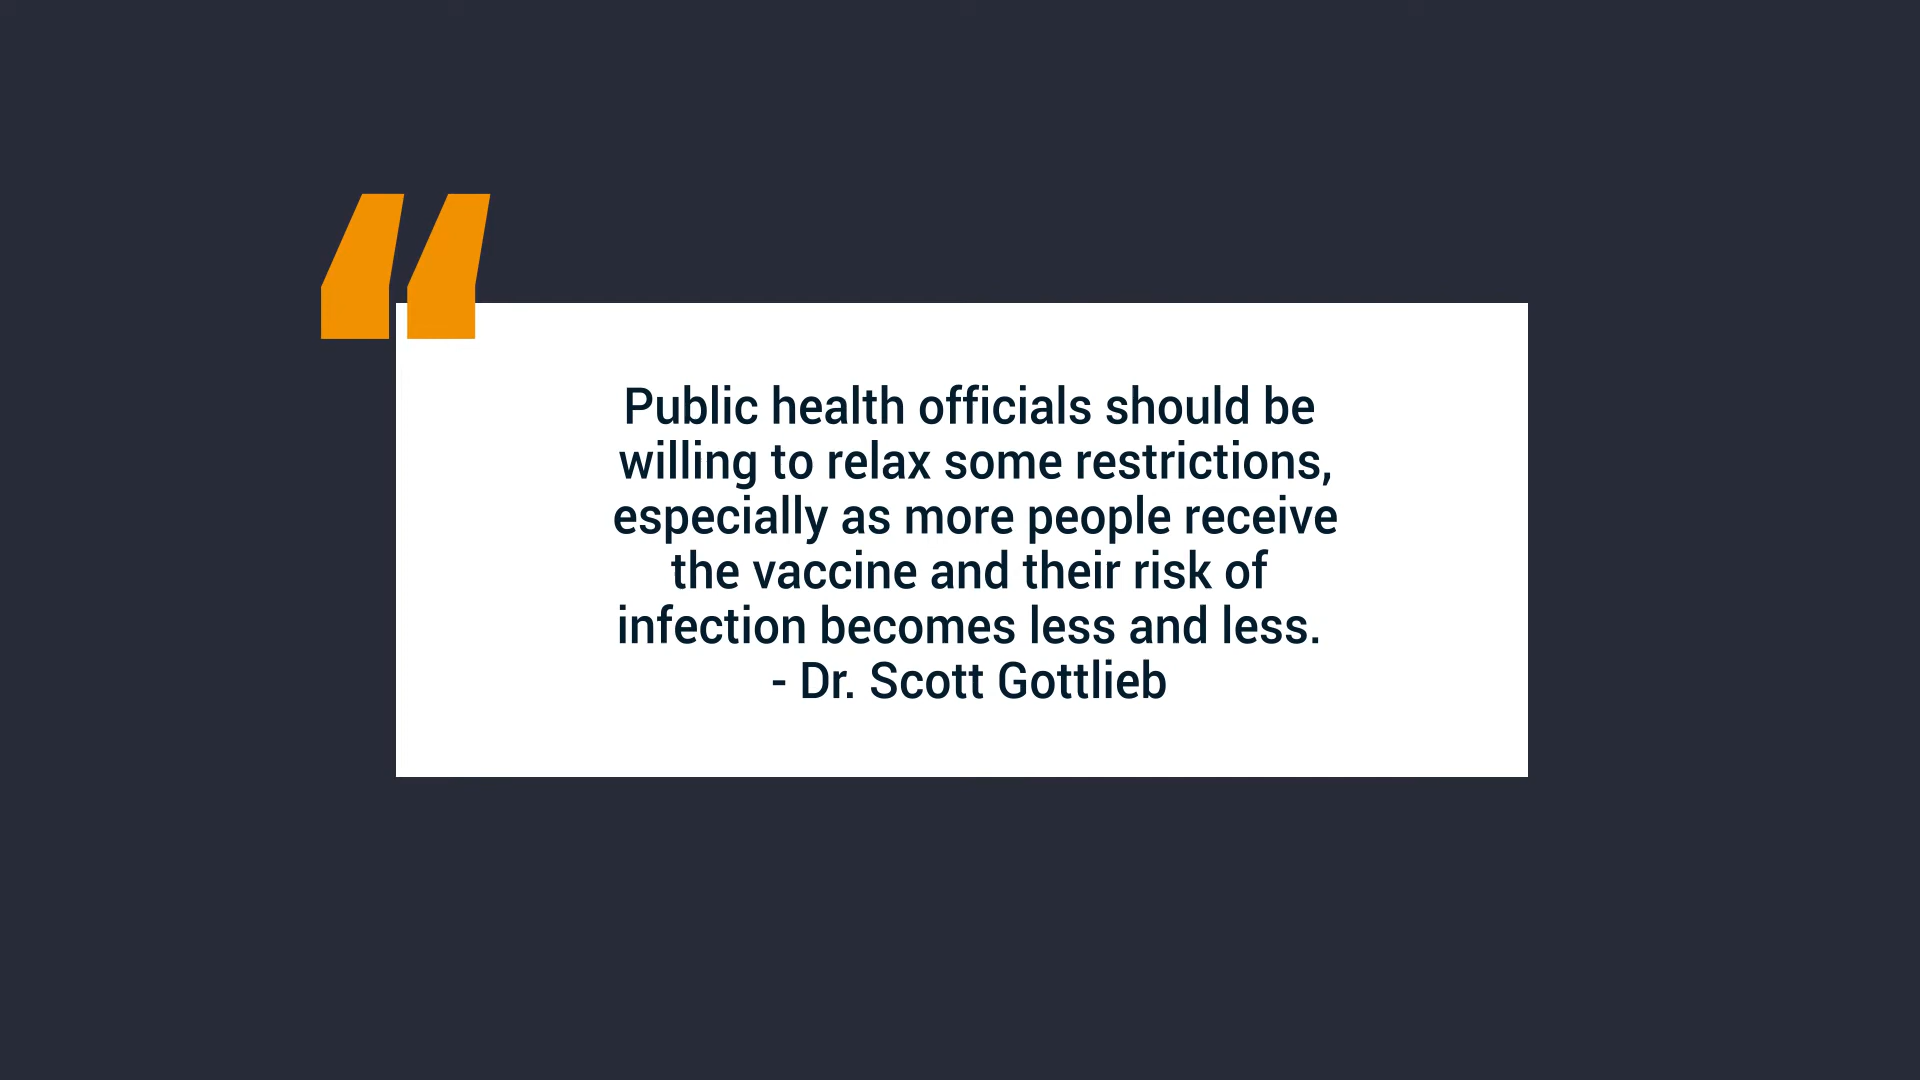 Public health officials should be
willing to relax some restrictions,
especially as more people receive
the vaccine and their risk of
infection becomes less and less.
- Dr. Scott Gottlieb